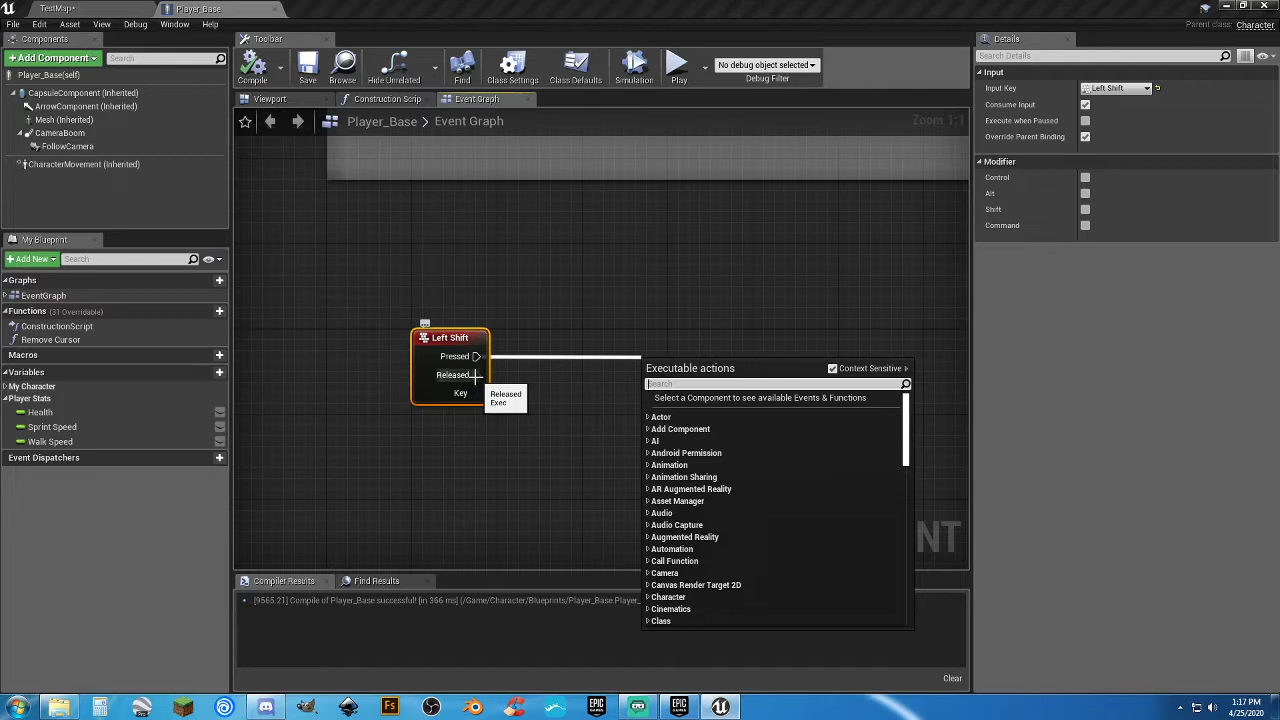 TestMap*
Player_Base
File Edit Asset View Debug Window Help
Parent class: Character
Components
Add Component
Search
Player_Base(self)
CapsuleComponent (Inherited)
ArrowComponent (Inherited)
Mesh (Inherited)
CameraBoom
FollowCamera
CharacterMovement (Inherited)
My Blueprint
Add New
Search
Graphs
EventGraph
Functions (31 Overridable)
ConstructionScript
Remove Cursor
Macros
Variables
My Character
Player Stats
Health
Sprint Speed
Walk Speed
Event Dispatchers
Toolbar
Compile Save Browse Hide Unrelated Find Class Settings Class Defaults Simulation Play
No debug object selected
Debug Filter
Viewport Construction Scrip Event Graph
Player_Base > Event Graph
Zoom 1:1
Left Shift
Pressed
Released
Key
Released
Exec
Executable actions
Context Sensitive
Search
Select a Component to see available Events & Functions
Actor
Add Component
AI
Android Permission
Animation
Animation Sharing
AR Augmented Reality
Asset Manager
Audio
Audio Capture
Augmented Reality
Automation
Call Function
Camera
Canvas Render Target 2D
Character
Cinematics
Class
NT
Compiler Results Find Results
[9565.21] Compile of Player_Base successful! [in 366 ms] (/Game/Character/Blueprints/Player_Base.Player_
Clear
Details
Search Details
Input
Input Key Left Shift
Consume Input
Execute when Paused
Override Parent Binding
Modifier
Control
Alt
Shift
Command
Fs
EPIC GAMES
EPIC GAMES
1:17 PM
4/25/2020